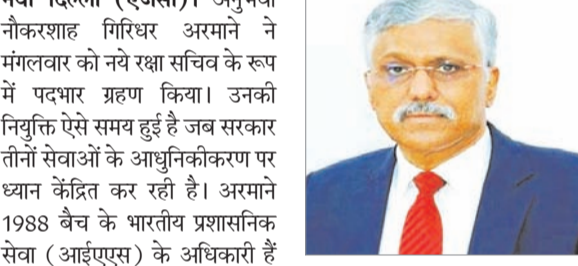 नयी दिल्ली (एजेंसी)। अनुभवी
नौकरशाह गिरिधर अरमाने ने
मंगलवार को नये रक्षा सचिव के रूप
में पदभार ग्रहण किया। उनकी
नियुक्ति ऐसे समय हुई है जब सरकार
तीनों सेवाओं के आधुनिकीकरण पर
ध्यान केंद्रित कर रही है। अरमाने
1988 बैच के भारतीय प्रशासनिक
सेवा (आईएएस) के अधिकारी हैं